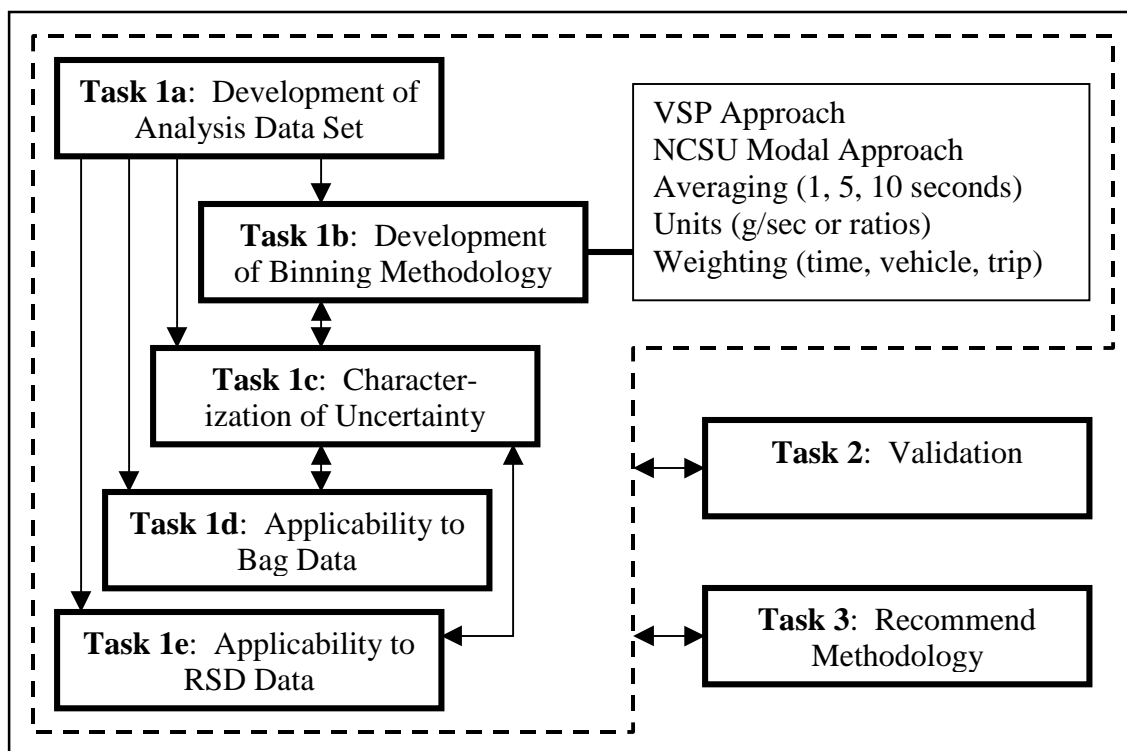 Task 1a: Development of
Analysis Data Set
VSP Approach
NCSU Modal Approach
Averaging (1, 5, 10 seconds)
Units (g/sec or ratios)
Weighting (time, vehicle, trip)
Task 1b: Development
of Binning Methodology
Task 1c: Character-
ization of Uncertainty
Task 2: Validation
Task 1d: Applicability to
Bag Data
Task 3: Recommend
Methodology
Task 1e: Applicability to
RSD Data